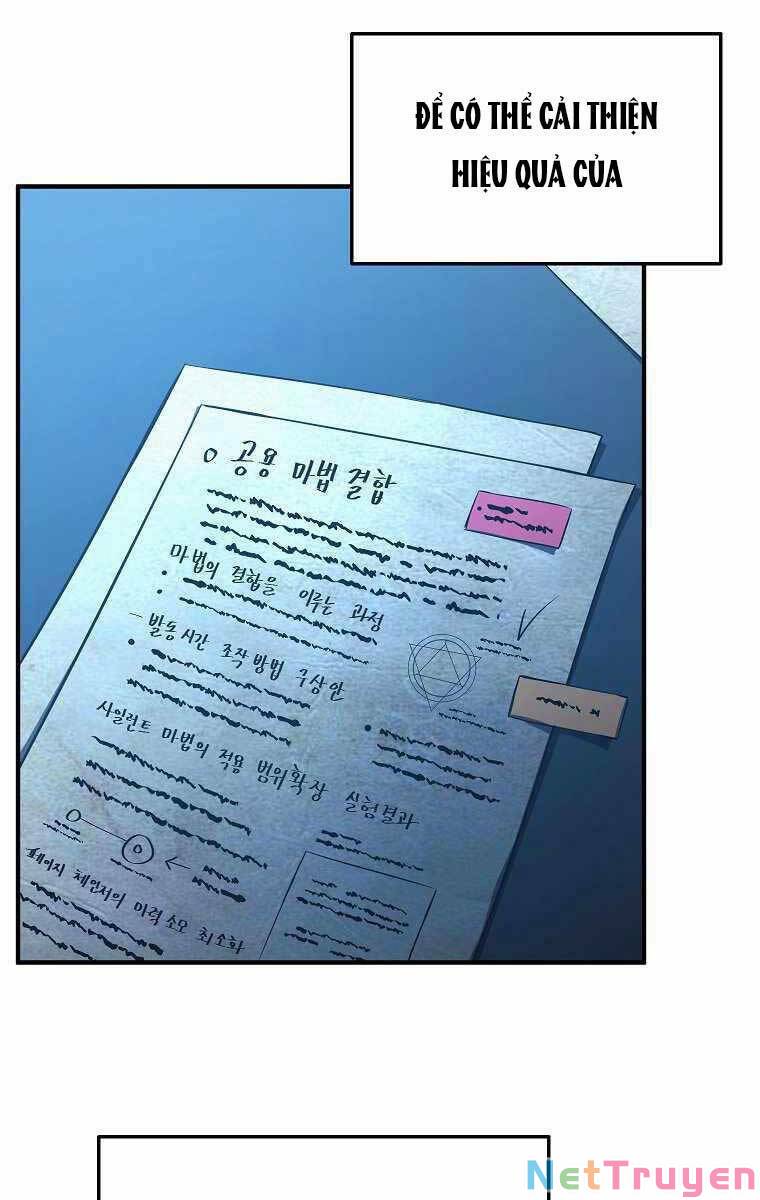 ĐỂ CÓ THỂ CẢI THIỆN
HIỆU QUẢ CỦA
공용 마법 결합
마법의 결합을 이루는 과정
- 발동시간 조작 방법 구상안
사일런트 마법의 적용 범위확장 실험결과
페이지 체인저의 마력 소모 최소화
NetTruyen